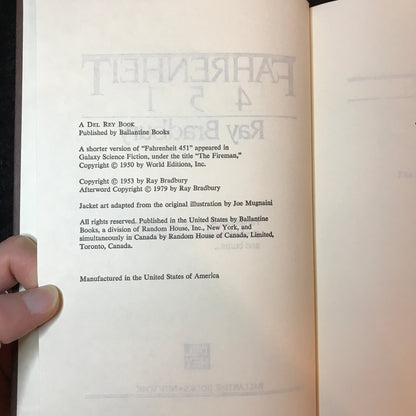 A DEL REY BOOK
Published by Ballantine Books
A shorter version of "Fahrenheit 451" appeared in
Galaxy Science Fiction, under the title "The Fireman,"
Copyright © 1950 by World Editions, Inc.
Copyright © 1953 by Ray Bradbury
Afterword Copyright © 1979 by Ray Bradbury
Jacket art adapted from the original illustration by Joe Mugnaini
All rights reserved. Published in the United States by Ballantine
Books, a division of Random House, Inc., New York, and
simultaneously in Canada by Random House of Canada, Limited,
Toronto, Canada.
Manufactured in the United States of America